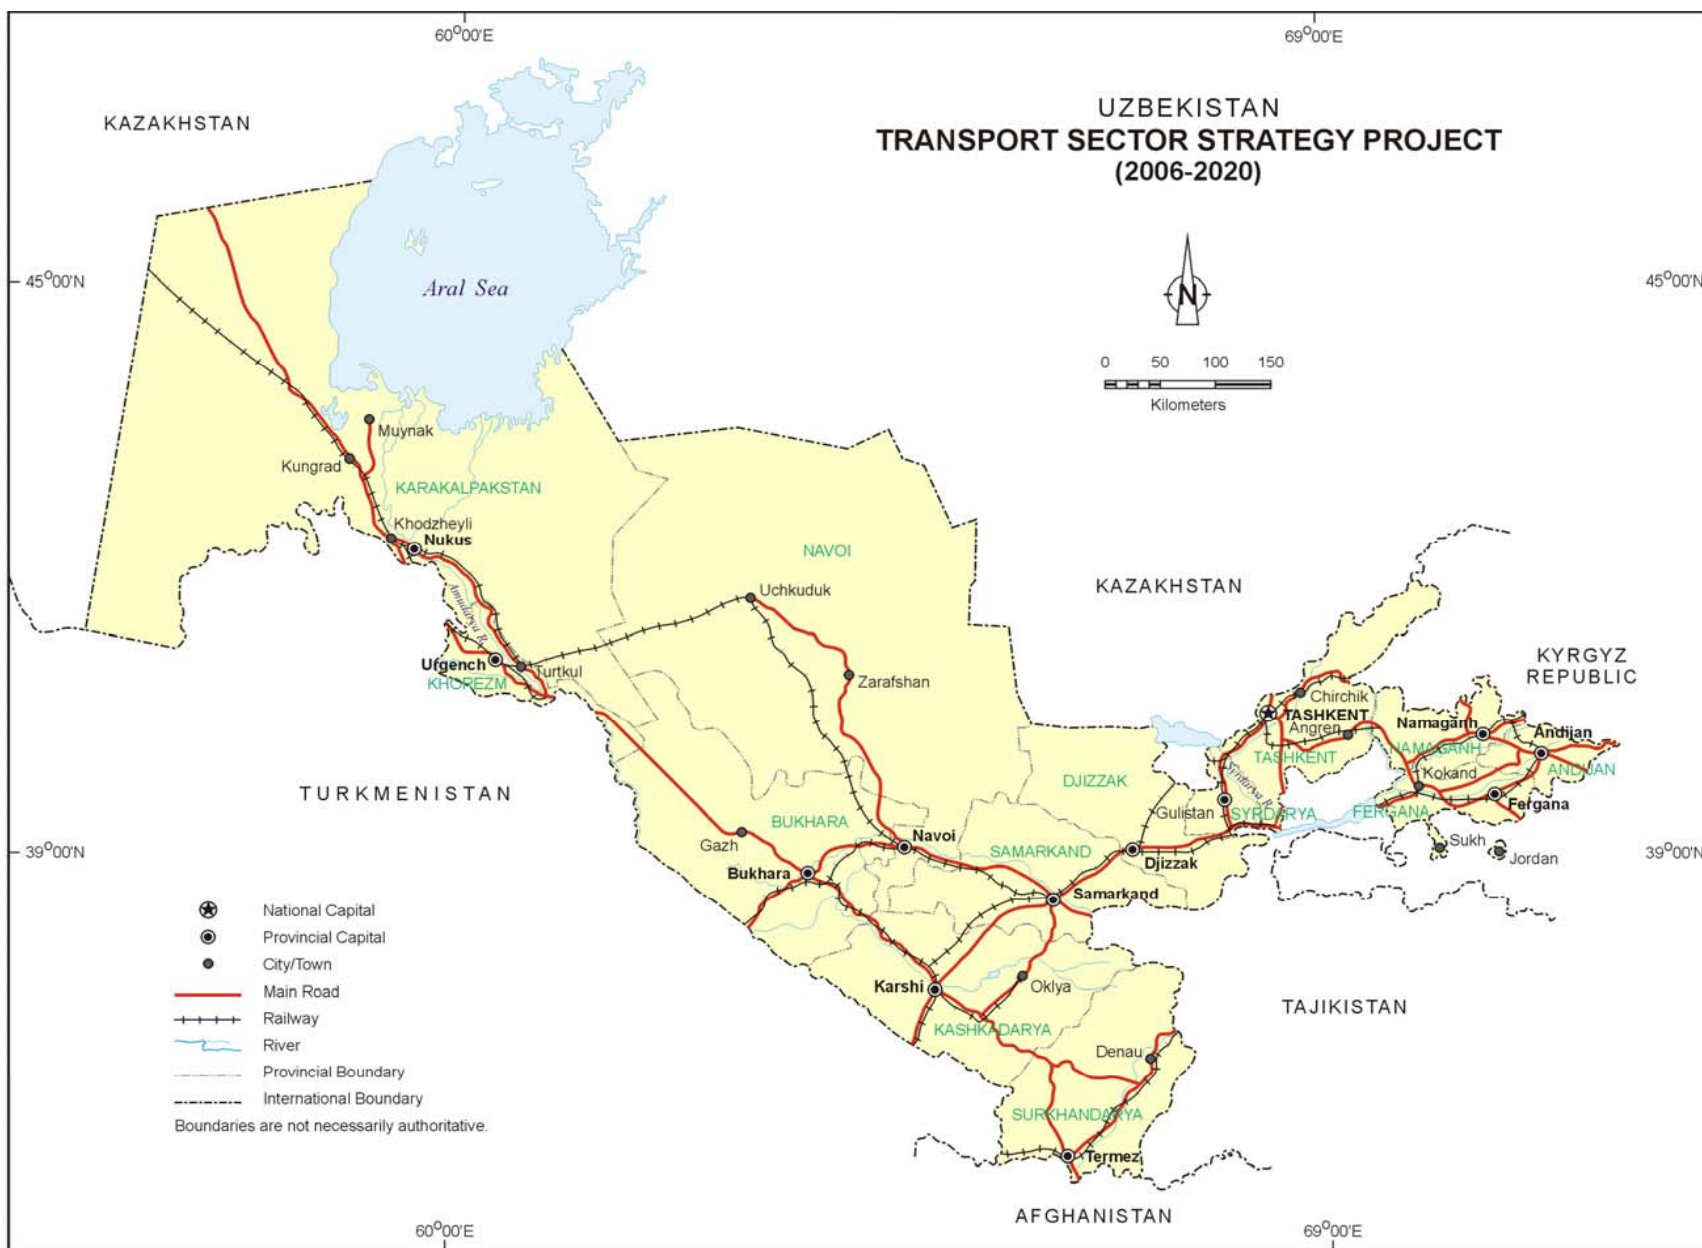 60°00'E
69°00'E
UZBEKISTAN
TRANSPORT SECTOR STRATEGY PROJECT
(2006-2020)
KAZAKHSTAN
45°00'N
45°00'N
Aral Sea
N
0 50 100 150
Kilometers
Muynak
Kungrad
KARAKALPAKSTAN
Khodzheyli
Nukus
NAVOI
KAZAKHSTAN
Uchkuduk
Amudarya R.
KYRGYZ
REPUBLIC
Urgench
Turtkul
KHOREZM
Zarafshan
Chirchik
TASHKENT
Angren
Namaganh
Andijan
NAMAGANH
TASHKENT
ANDIJAN
DJIZZAK
Kokand
Syrdarya R.
TURKMENISTAN
Fergana
Gulistan
SYRDARYA
FERGANA
BUKHARA
Navoi
Gazh
SAMARKAND
Djizzak
Sukh
Jordan
39°00'N
39°00'N
Bukhara
Samarkand
National Capital
Provincial Capital
City/Town
Main Road
Railway
River
Provincial Boundary
International Boundary
Boundaries are not necessarily authoritative.
Karshi
Oklya
TAJIKISTAN
KASHKADARYA
Denau
SURKHANDARYA
Termez
AFGHANISTAN
60°00'E
69°00'E